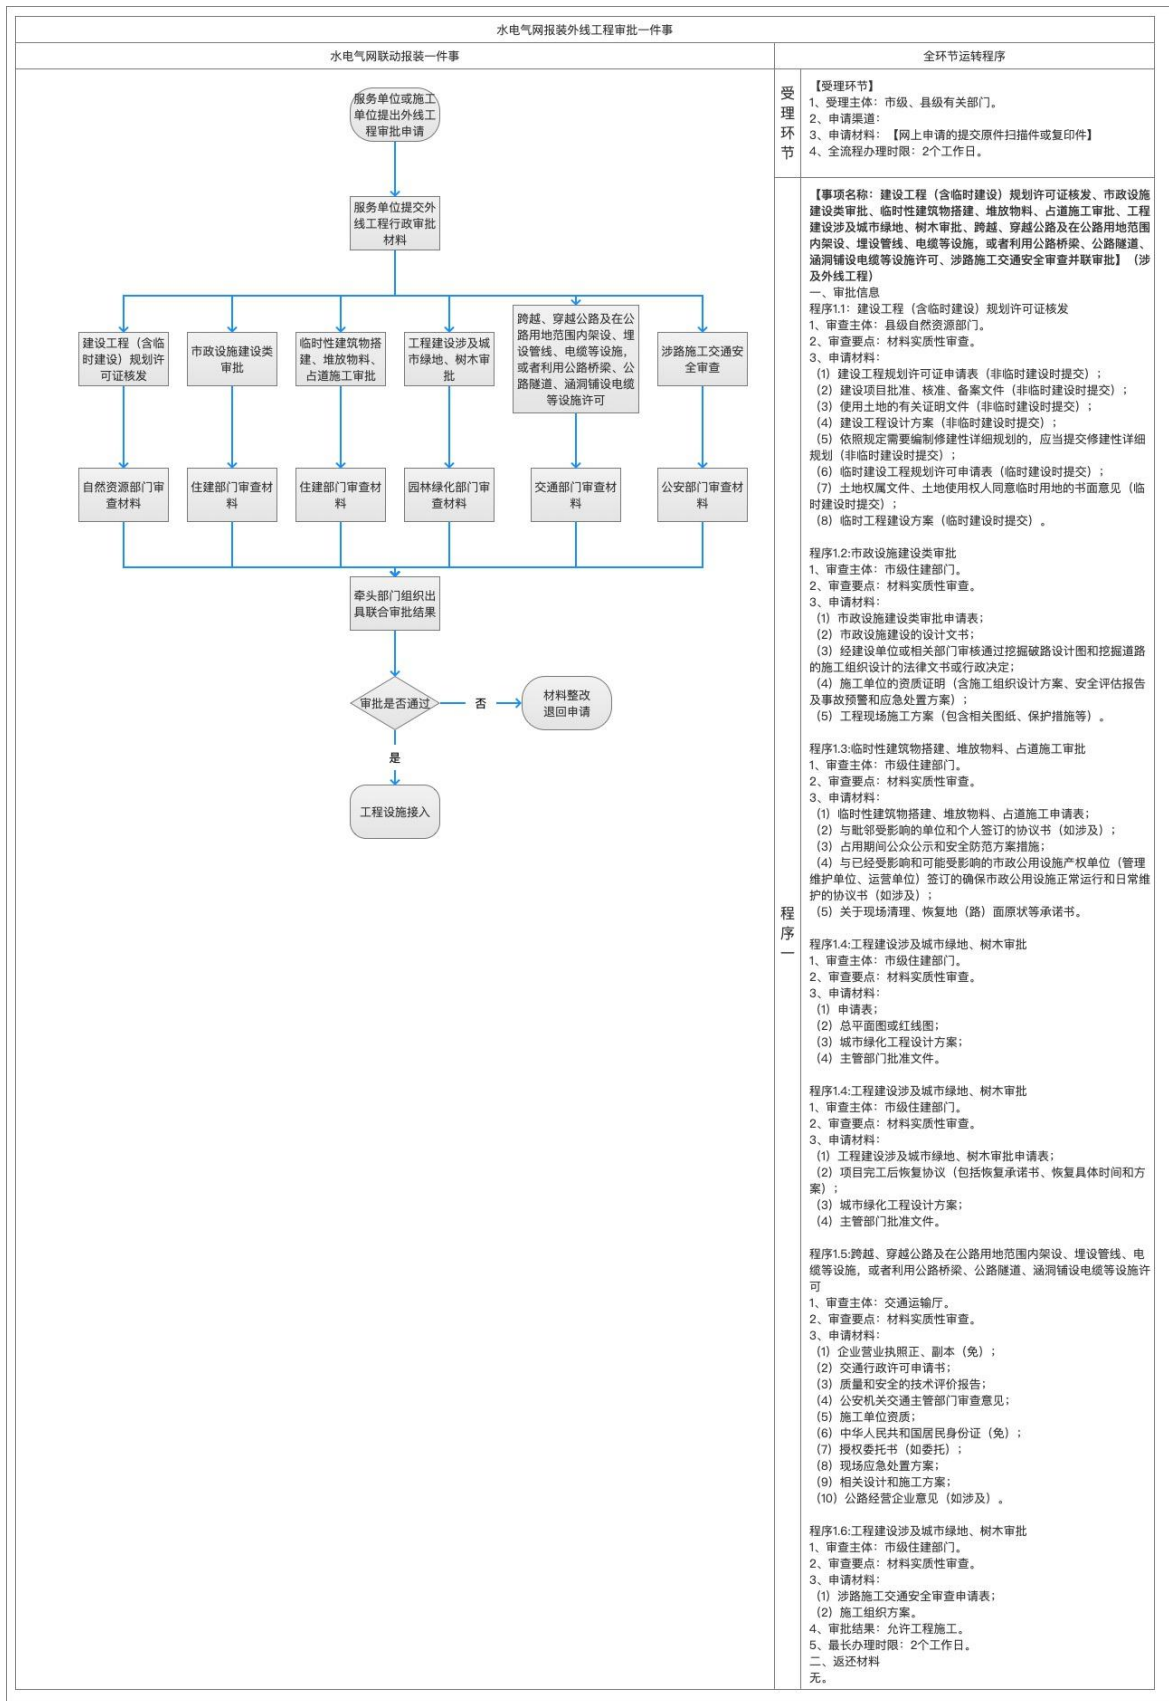 水电气网报装外线工程审批一件事
水电气网联动报装一件事
全环节运转程序
服务单位或施工
单位提出外线工
程审批申请
服务单位提交外
线工程行政审批
材料
建设工程（含临
时建设）规划许
可证核发
市政设施建设类
审批
临时性建筑物搭
建、堆放物料、
占道施工审批
工程建设涉及城
市绿地、树木审
批
跨越、穿越公路及在公
路用地范围内架设、埋
设管线、电缆等设施，
或者利用公路桥梁、公
路隧道、涵洞铺设电缆
等设施许可
涉路施工交通安
全审查
自然资源部门审
查材料
住建部门审查材
料
住建部门审查材
料
园林绿化部门审
查材料
交通部门审查材
料
公安部门审查材
料
牵头部门组织出
具联合审批结果
审批是否通过
否
材料整改
退回申请
是
工程设施接入
受
理
环
节
【受理环节】
1、受理主体：市级、县级有关部门。
2、申请渠道：
3、申请材料：【网上申请的提交原件扫描件或复印件】
4、全流程办理时限：2个工作日。
程
序
一
【事项名称：建设工程（含临时建设）规划许可证核发、市政设施
建设类审批、临时性建筑物搭建、堆放物料、占道施工审批、工程
建设涉及城市绿地、树木审批、跨越、穿越公路及在公路用地范围
内架设、埋设管线、电缆等设施，或者利用公路桥梁、公路隧道、
涵洞铺设电缆等设施许可、涉路施工交通安全审查并联审批】（涉
及外线工程）
一、审批信息
程序1.1：建设工程（含临时建设）规划许可证核发
1、审查主体：县级自然资源部门。
2、审查要点：材料实质性审查。
3、申请材料：
（1）建设工程规划许可证申请表（非临时建设时提交）；
（2）建设项目批准、核准、备案文件（非临时建设时提交）；
（3）使用土地的有关证明文件（非临时建设时提交）；
（4）建设工程设计方案（非临时建设时提交）；
（5）依照规定需要编制修建性详细规划的，应当提交修建性详细
规划（非临时建设时提交）；
（6）临时建设工程规划许可申请表（临时建设时提交）；
（7）土地权属文件、土地使用权人同意临时用地的书面意见（临
时建设时提交）；
（8）临时工程建设方案（临时建设时提交）。
程序1.2:市政设施建设类审批
1、审查主体：市级住建部门。
2、审查要点：材料实质性审查。
3、申请材料：
（1）市政设施建设类审批申请表；
（2）市政设施建设的设计文书；
（3）经建设单位或相关部门审核通过挖掘破路设计图和挖掘道路
的施工组织设计的法律文书或行政决定；
（4）施工单位的资质证明（含施工组织设计方案、安全评估报告
及事故预警和应急处置方案）；
（5）工程现场施工方案（包含相关图纸、保护措施等）。
程序1.3:临时性建筑物搭建、堆放物料、占道施工审批
1、审查主体：市级住建部门。
2、审查要点：材料实质性审查。
3、申请材料：
（1）临时性建筑物搭建、堆放物料、占道施工申请表；
（2）与毗邻受影响的单位和个人签订的协议书（如涉及）；
（3）占用期间公众公示和安全防范方案措施；
（4）与已经受影响和可能受影响的市政公用设施产权单位（管理
维护单位、运营单位）签订的确保市政公用设施正常运行和日常维
护的协议书（如涉及）；
（5）关于现场清理、恢复地（路）面原状等承诺书。
程序1.4:工程建设涉及城市绿地、树木审批
1、审查主体：市级住建部门。
2、审查要点：材料实质性审查。
3、申请材料：
（1）申请表；
（2）总平面图或红线图；
（3）城市绿化工程设计方案；
（4）主管部门批准文件。
程序1.4:工程建设涉及城市绿地、树木审批
1、审查主体：市级住建部门。
2、审查要点：材料实质性审查。
3、申请材料：
（1）工程建设涉及城市绿地、树木审批申请表；
（2）项目完工后恢复协议（包括恢复承诺书、恢复具体时间和方
案）；
（3）城市绿化工程设计方案；
（4）主管部门批准文件。
程序1.5:跨越、穿越公路及在公路用地范围内架设、埋设管线、电
缆等设施，或者利用公路桥梁、公路隧道、涵洞铺设电缆等设施许
可
1、审查主体：交通运输厅。
2、审查要点：材料实质性审查。
3、申请材料：
（1）企业营业执照正、副本（免）；
（2）交通行政许可申请书；
（3）质量和安全的技术评价报告；
（4）公安机关交通主管部门审查意见；
（5）施工单位资质；
（6）中华人民共和国居民身份证（免）；
（7）授权委托书（如委托）；
（8）现场应急处置方案；
（9）相关设计和施工方案；
（10）公路经营企业意见（如涉及）。
程序1.6:工程建设涉及城市绿地、树木审批
1、审查主体：市级住建部门。
2、审查要点：材料实质性审查。
3、申请材料：
（1）涉路施工交通安全审查申请表；
（2）施工组织方案。
4、审批结果：允许工程施工。
5、最长办理时限：2个工作日。
二、返还材料
无。